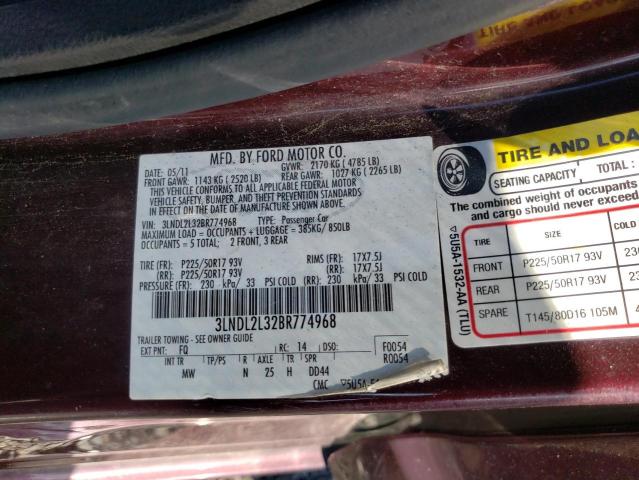 MFD. BY FORD MOTOR CO.
DATE: 05/11 GVWR: 2170 KG ( 4785 LB)
FRONT GAWR: 1143 KG ( 2520 LB) REAR GAWR: 1027 KG ( 2265 LB)
THIS VEHICLE CONFORMS TO ALL APPLICABLE FEDERAL MOTOR
VEHICLE SAFETY, BUMPER, AND THEFT PREVENTION STANDARDS
IN EFFECT ON THE DATE OF MANUFACTURE SHOWN ABOVE.
VIN: 3LNDL2L32BR774968 TYPE: Passenger Car
MAXIMUM LOAD = OCCUPANTS + LUGGAGE = 385KG/ 850LB
OCCUPANTS = 5 TOTAL: 2 FRONT, 3 REAR
TIRE (FR): P225/50R17 93V RIMS (FR): 17X7.5J
(RR): P225/50R17 93V (RR): 17X7.5J
PRESSURE (FR): 230 kPa/ 33 PSI COLD (RR): 230 kPa/ 33 PSI COLD
3LNDL2L32BR774968
TRAILER TOWING - SEE OWNER GUIDE
EXT PNT: FQ RC: 14 DSO: F0054
INT TR TP/PS R AXLE TR SPR R0054
MW N 25 H DD44
CMC ▽5U5A-
▽5U5A-1532-AA (TLU)
TIRE AND LOA
TIRE AND LOA
SEATING CAPACITY TOTAL :
The combined weight of occupants
and cargo should never exceed
TIRE SIZE COLD
FRONT P225/50R17 93V
REAR P225/50R17 93V
SPARE T145/80D16 105M